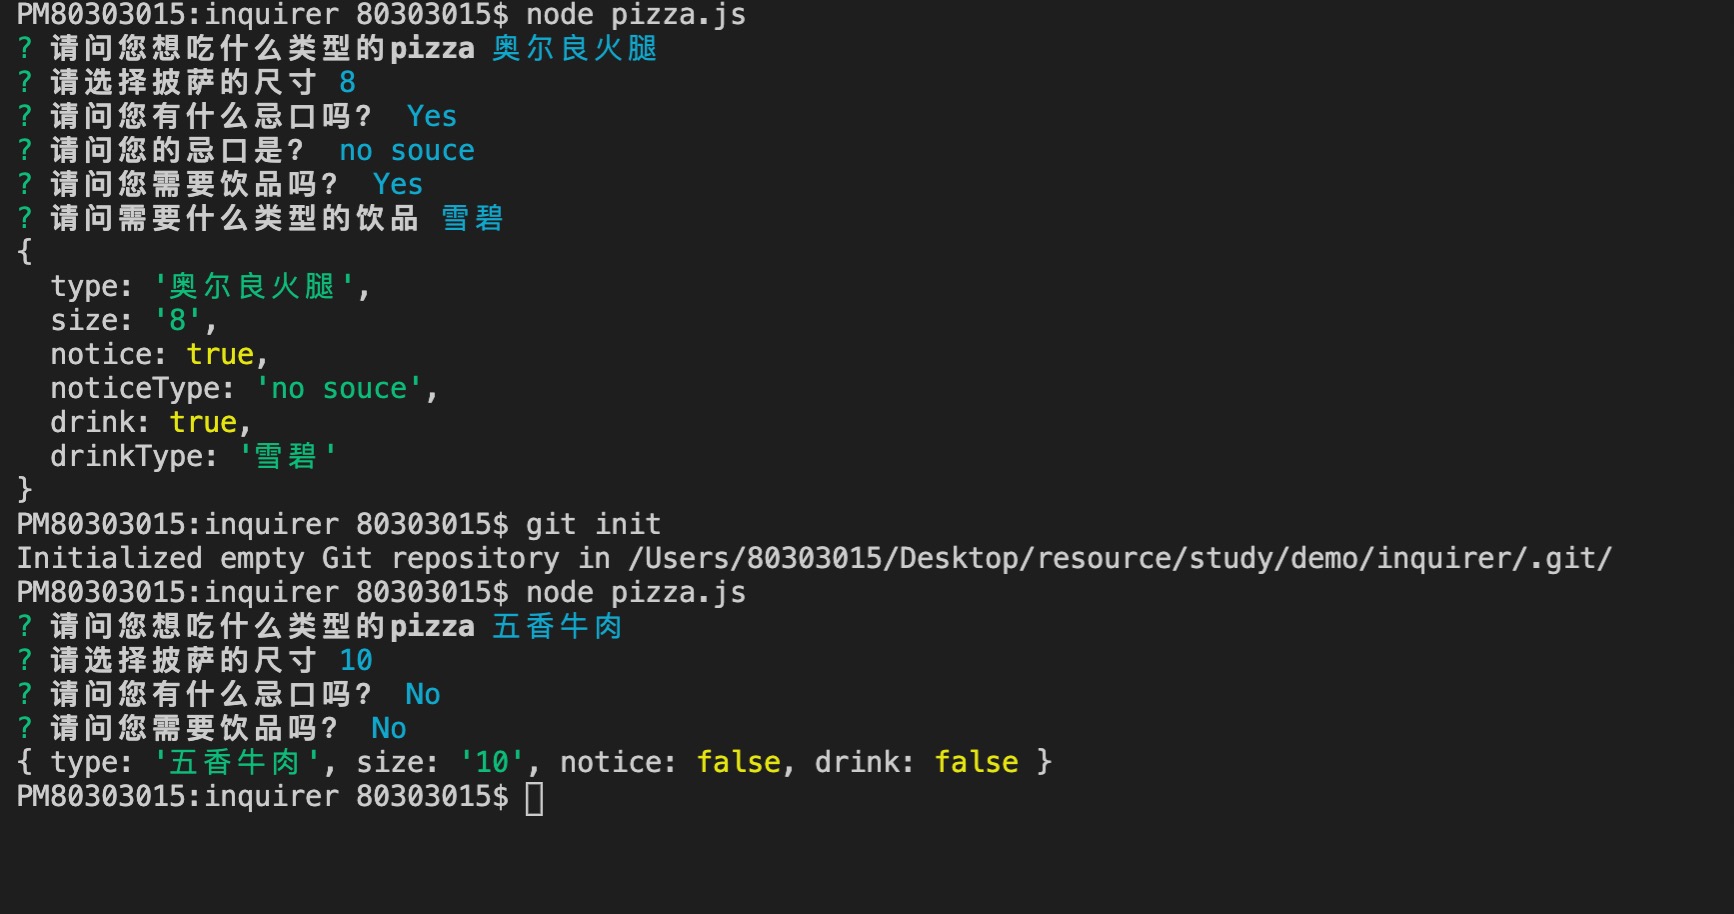 PM80303015:inquirer 80303015$ node pizza.js
? 请问您想吃什么类型的pizza 奥尔良火腿
? 请选择披萨的尺寸 8
? 请问您有什么忌口吗? Yes
? 请问您的忌口是? no souce
? 请问您需要饮品吗? Yes
? 请问需要什么类型的饮品 雪碧
{
  type: '奥尔良火腿',
  size: '8',
  notice: true,
  noticeType: 'no souce',
  drink: true,
  drinkType: '雪碧'
}
PM80303015:inquirer 80303015$ git init
Initialized empty Git repository in /Users/80303015/Desktop/resource/study/demo/inquirer/.git/
PM80303015:inquirer 80303015$ node pizza.js
? 请问您想吃什么类型的pizza 五香牛肉
? 请选择披萨的尺寸 10
? 请问您有什么忌口吗? No
? 请问您需要饮品吗? No
{ type: '五香牛肉', size: '10', notice: false, drink: false }
PM80303015:inquirer 80303015$